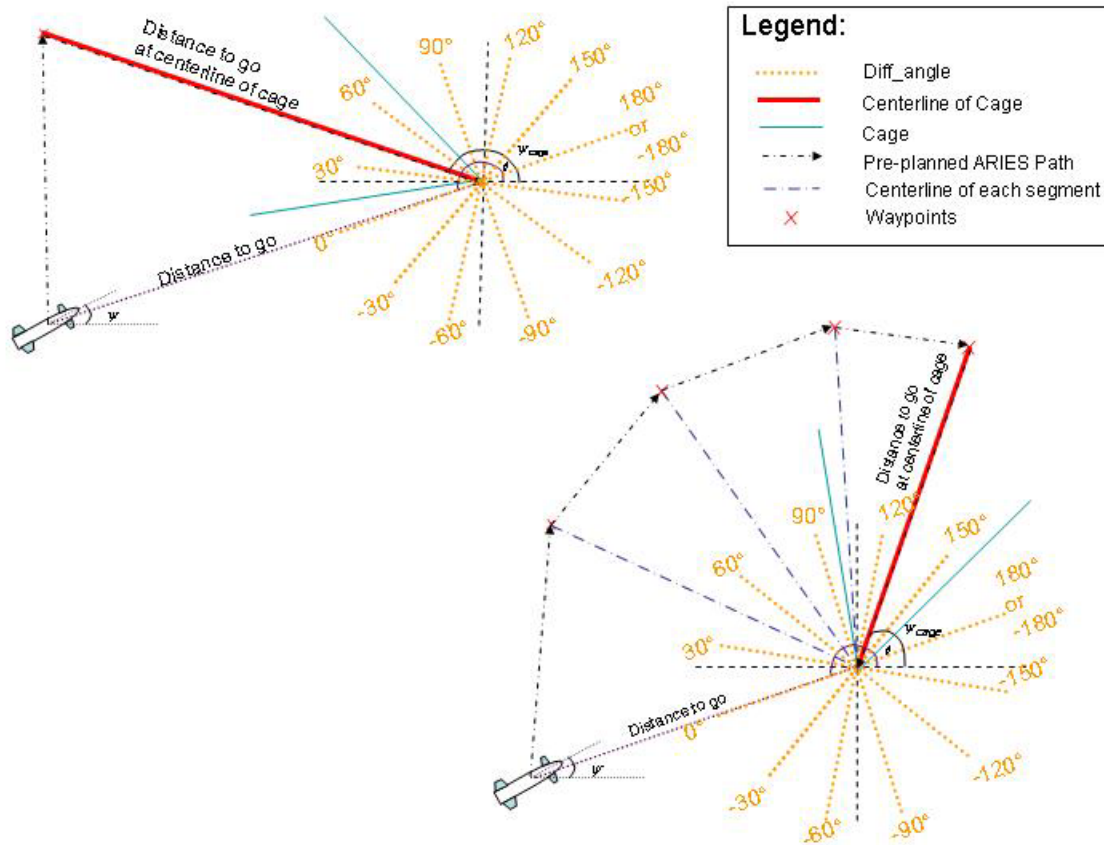 Distance to go
at centerline of cage
30°
60°
90°
120°
150°
180°
or
-180°
-150°
-120°
-90°
-60°
-30°
0°
Distance to go
ψ
ψcage
Legend:
Diff_angle
Centerline of Cage
Cage
Pre-planned ARIES Path
Centerline of each segment
Waypoints
Distance to go
at centerline of cage
30°
60°
90°
120°
150°
180°
or
-180°
-150°
-120°
-90°
-60°
-30°
0°
Distance to go
ψ
ψcage